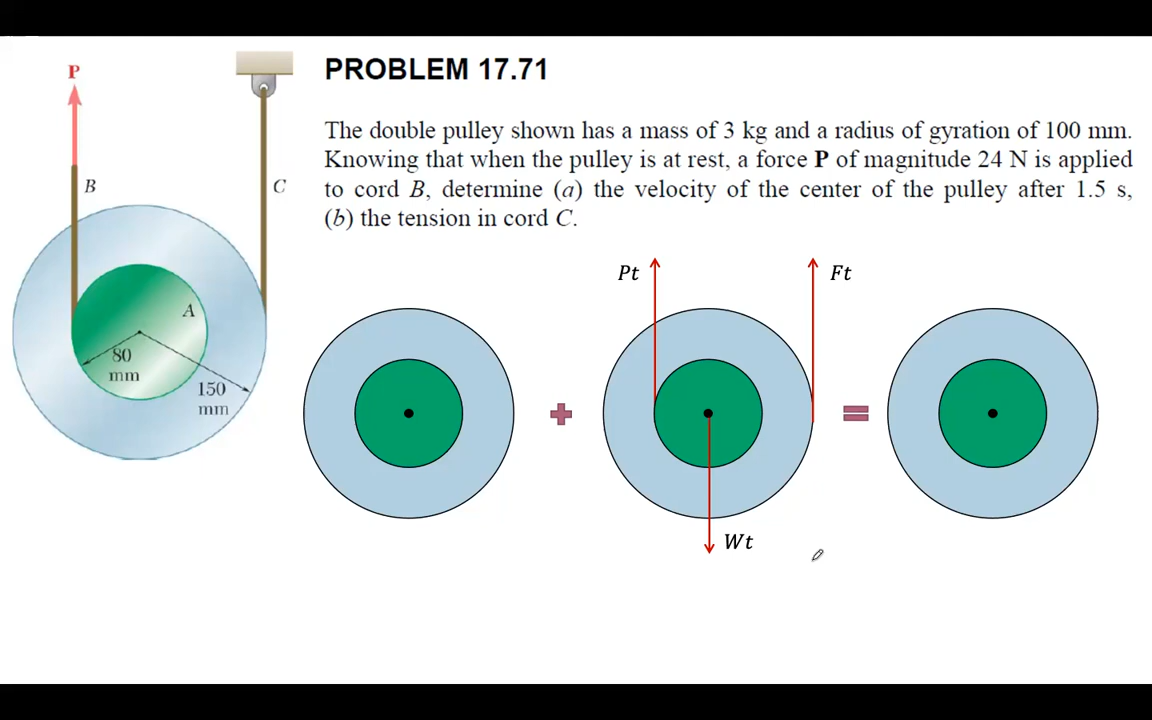 PROBLEM 17.71
The double pulley shown has a mass of 3 kg and a radius of gyration of 100 mm.
Knowing that when the pulley is at rest, a force P of magnitude 24 N is applied
to cord B, determine (a) the velocity of the center of the pulley after 1.5 s,
(b) the tension in cord C.
P
B
C
A
80
mm
150
mm
Pt
Ft
Wt